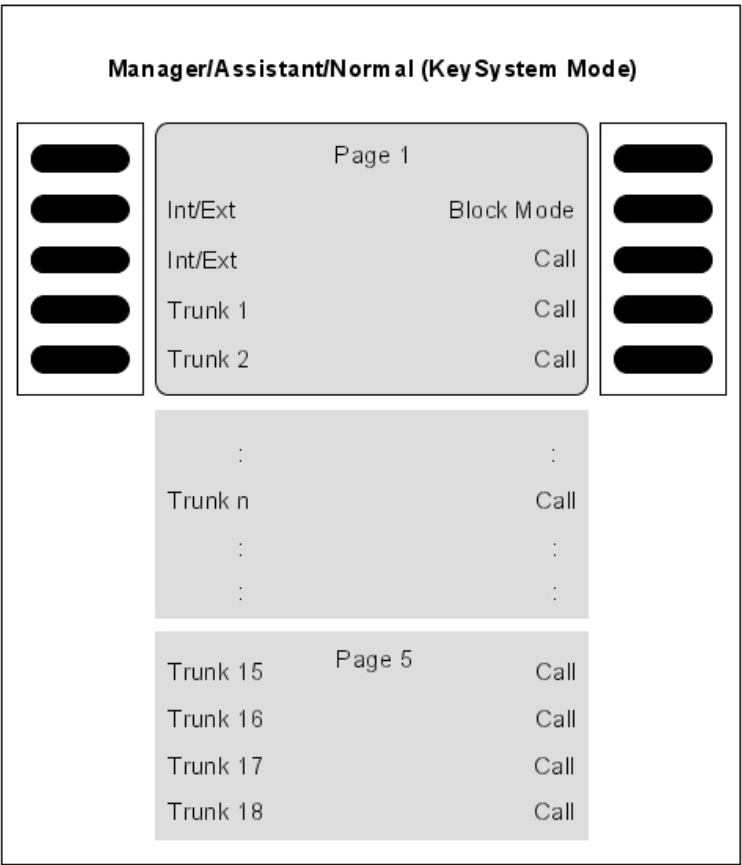 Manager/Assistant/Normal (KeySystem Mode)
Page 1
Int/Ext Block Mode
Int/Ext Call
Trunk 1 Call
Trunk 2 Call
: :
Trunk n Call
: :
: :
Page 5
Trunk 15 Call
Trunk 16 Call
Trunk 17 Call
Trunk 18 Call